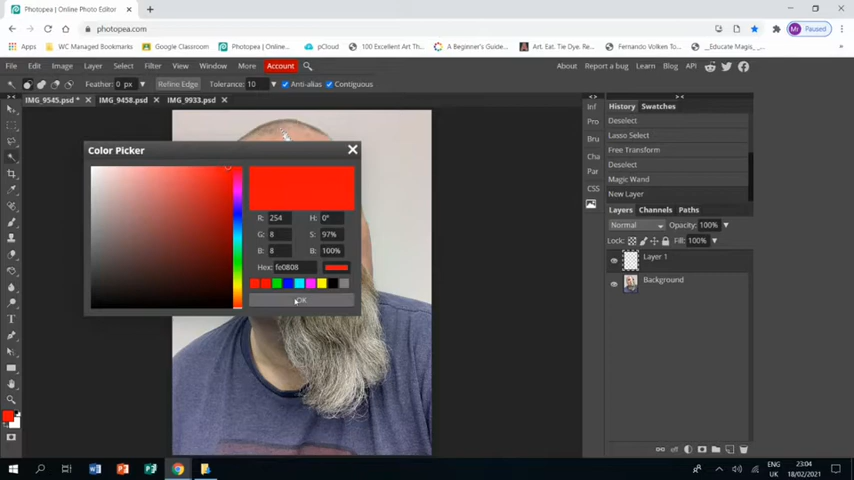 Photopea | Online Photo Editor
photopea.com
Mr
Paused
Apps
WC Managed Bookmarks
Google Classroom
Photopea | Online...
pCloud
100 Excellent Art Th...
A Beginner's Guide...
Art. Eat. Tie Dye. Re...
Fernando Volken To...
_Educate Magis_...
File Edit Image Layer Select Filter View Window More Account
About Report a bug Learn Blog API
Feather: 0 px Refine Edge Tolerance: 10 Anti-alias Contiguous
IMG_9545.psd * IMG_9458.psd IMG_9933.psd
Color Picker
R: 254 H: 0°
G: 8 S: 97%
B: 8 B: 100%
Hex: fe0808
OK
Inf
Pro
Bru
Cha
Par
CSS
History Swatches
Deselect
Lasso Select
Free Transform
Deselect
Magic Wand
New Layer
Layers Channels Paths
Normal Opacity: 100%
Lock: Fill: 100%
Layer 1
Background
ENG
UK
23:04
18/02/2021